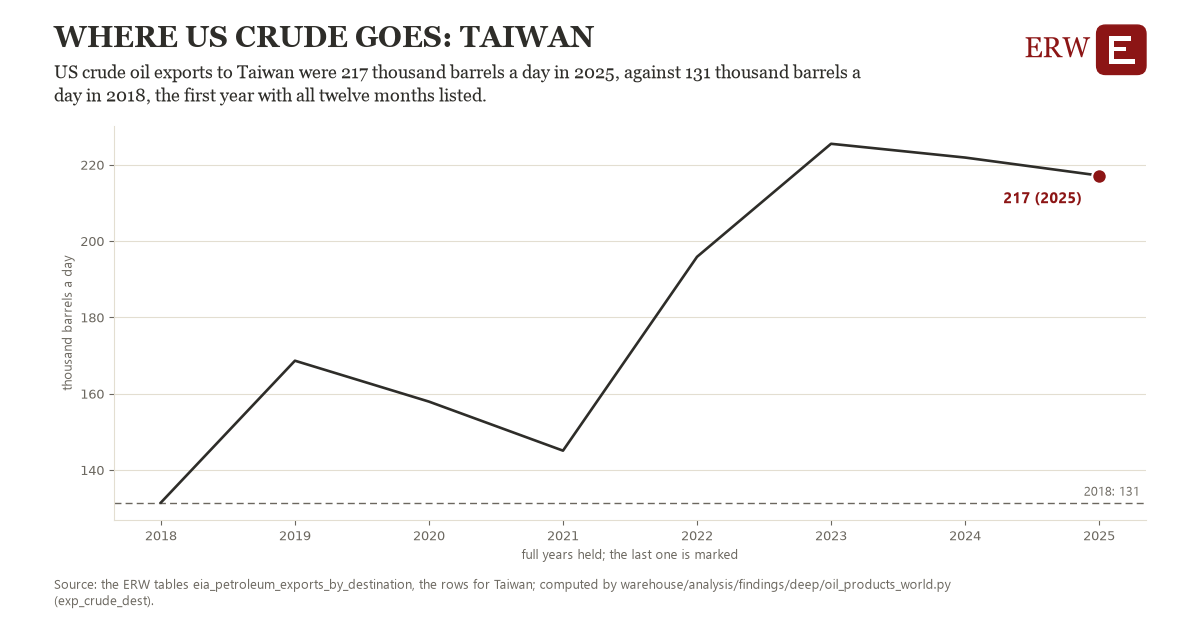 WHERE US CRUDE GOES: TAIWAN
US crude oil exports to Taiwan were 217 thousand barrels a day in 2025, against 131 thousand barrels a
day in 2018, the first year with all twelve months listed.
ERW
E
220
200
180
160
140
thousand barrels a day
217 (2025)
2018: 131
2018 2019 2020 2021 2022 2023 2024 2025
full years held; the last one is marked
Source: the ERW tables eia_petroleum_exports_by_destination, the rows for Taiwan; computed by warehouse/analysis/findings/deep/oil_products_world.py
(exp_crude_dest).